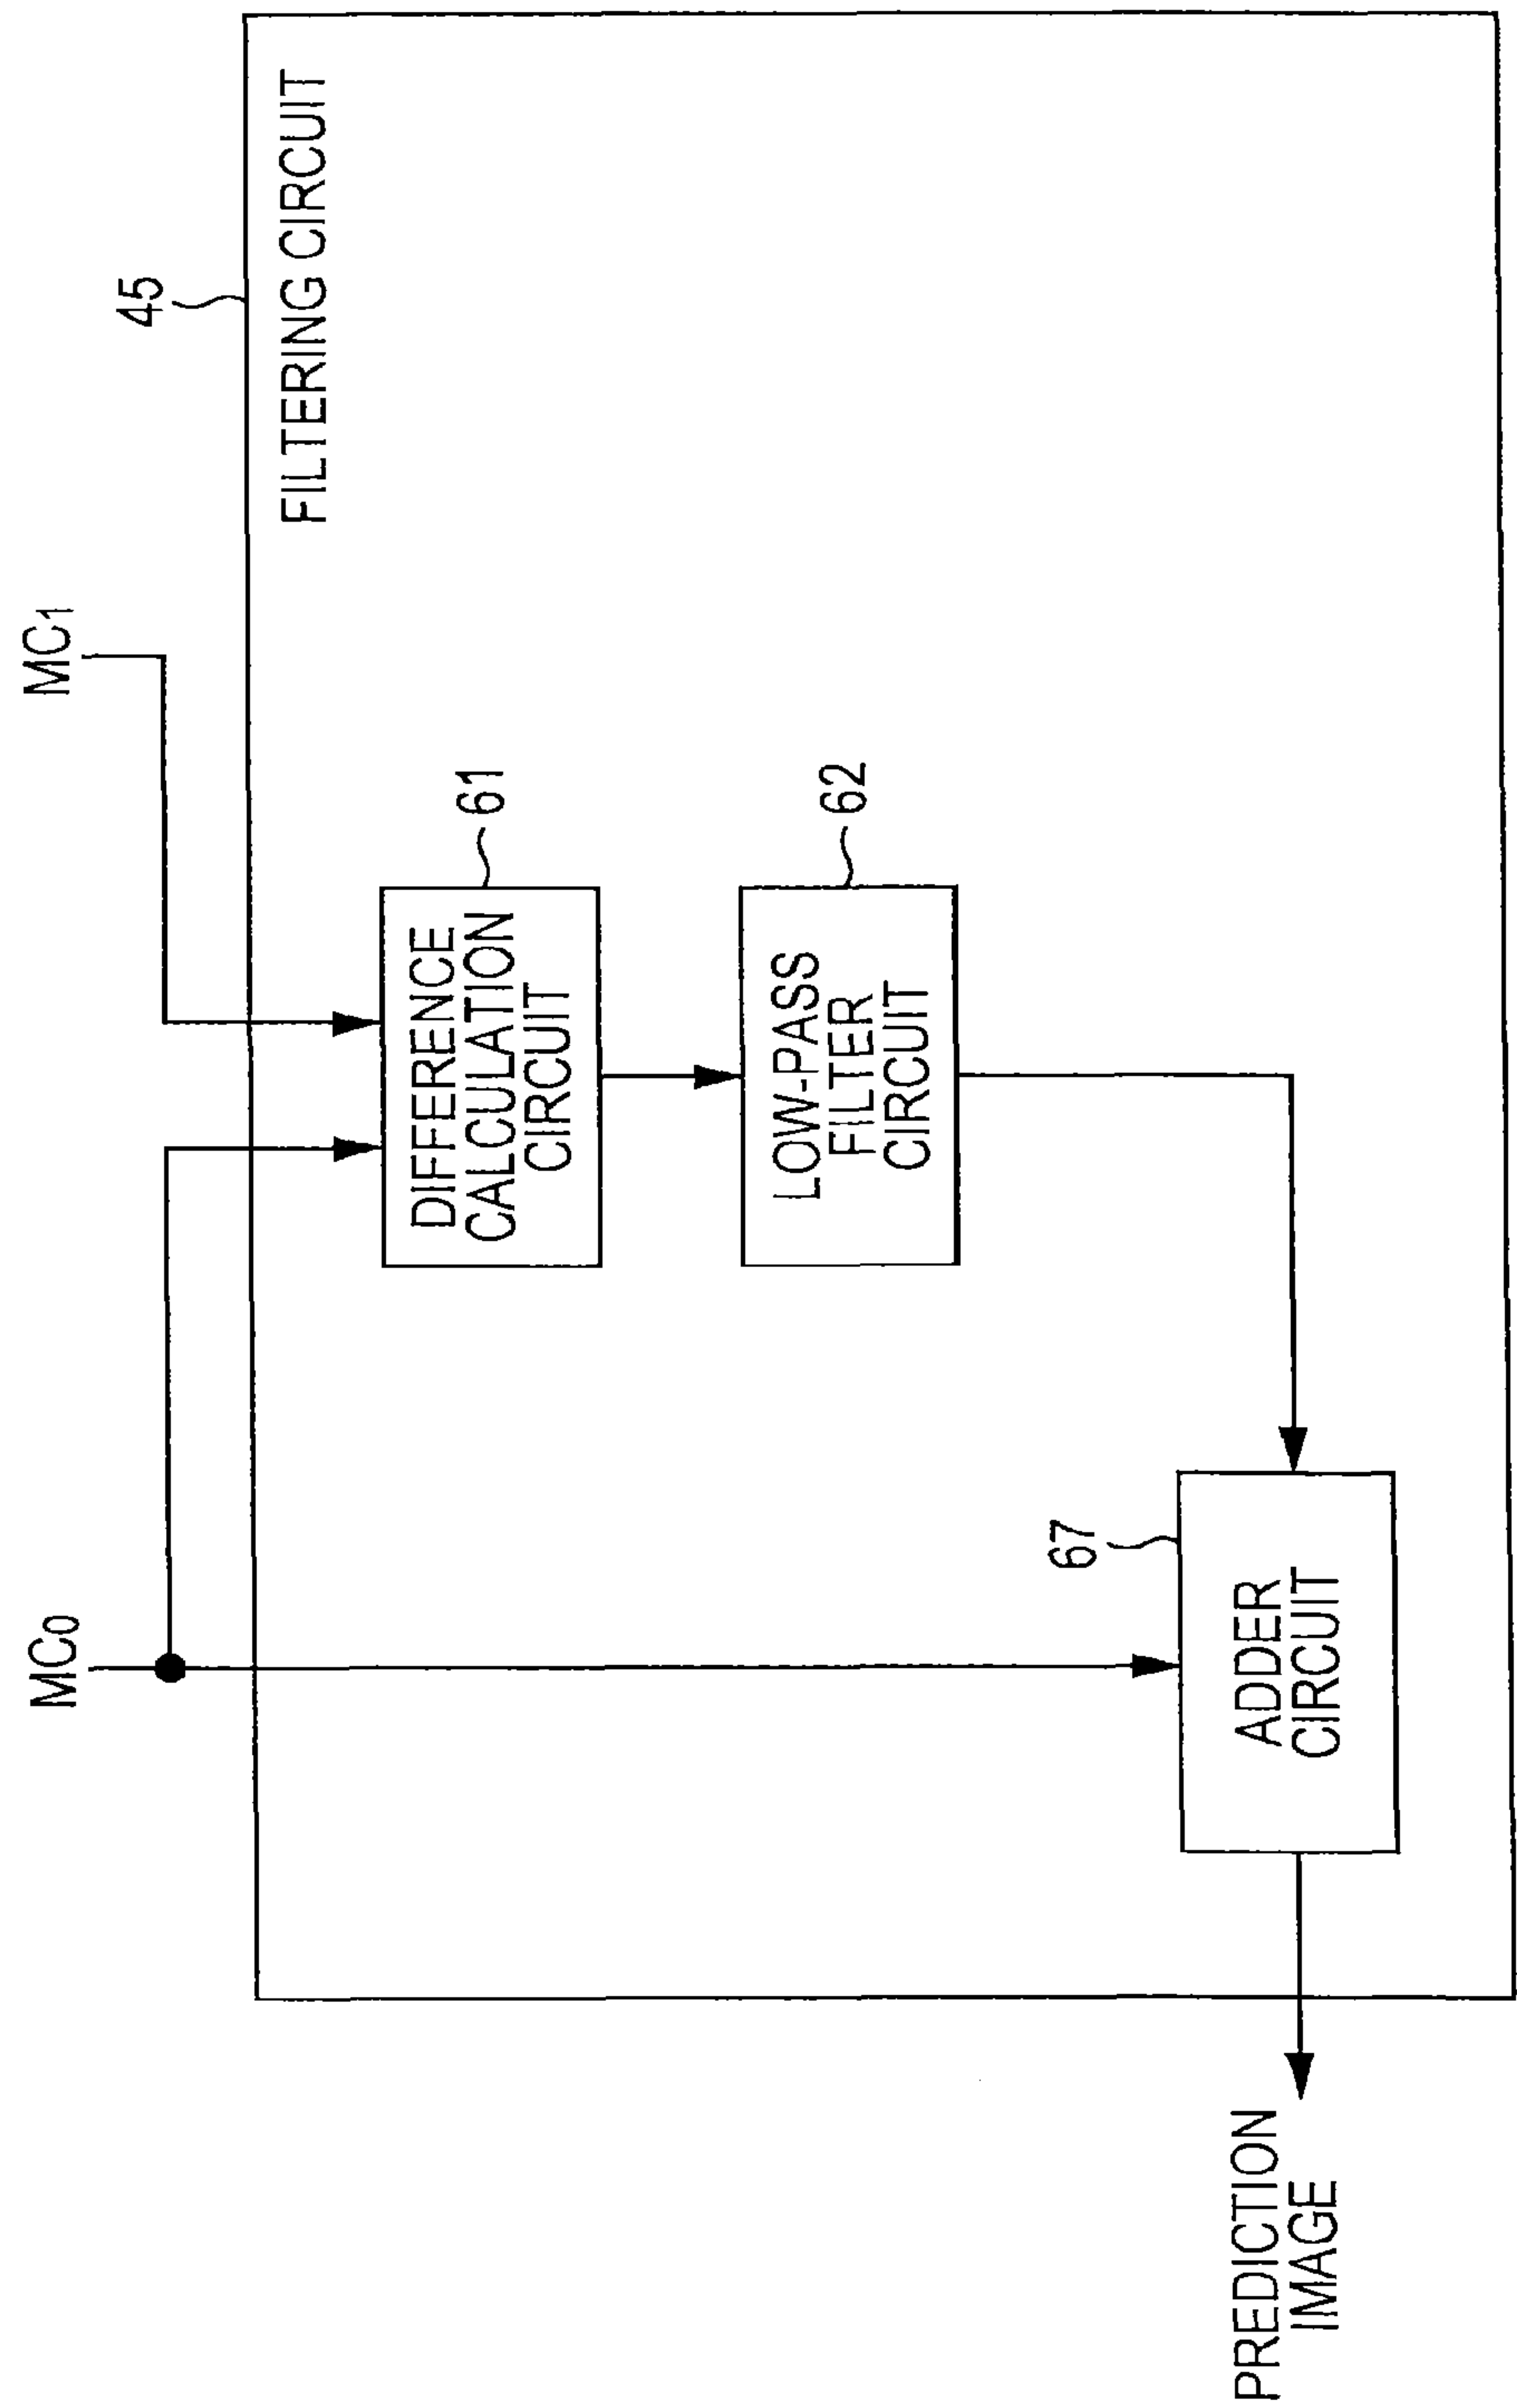 MC1
45
FILTERING CIRCUIT
61
DIFFERENCE
CALCULATION
CIRCUIT
62
LOW-PASS
FILTER
CIRCUIT
MC0
67
ADDER
CIRCUIT
PREDICTION
IMAGE